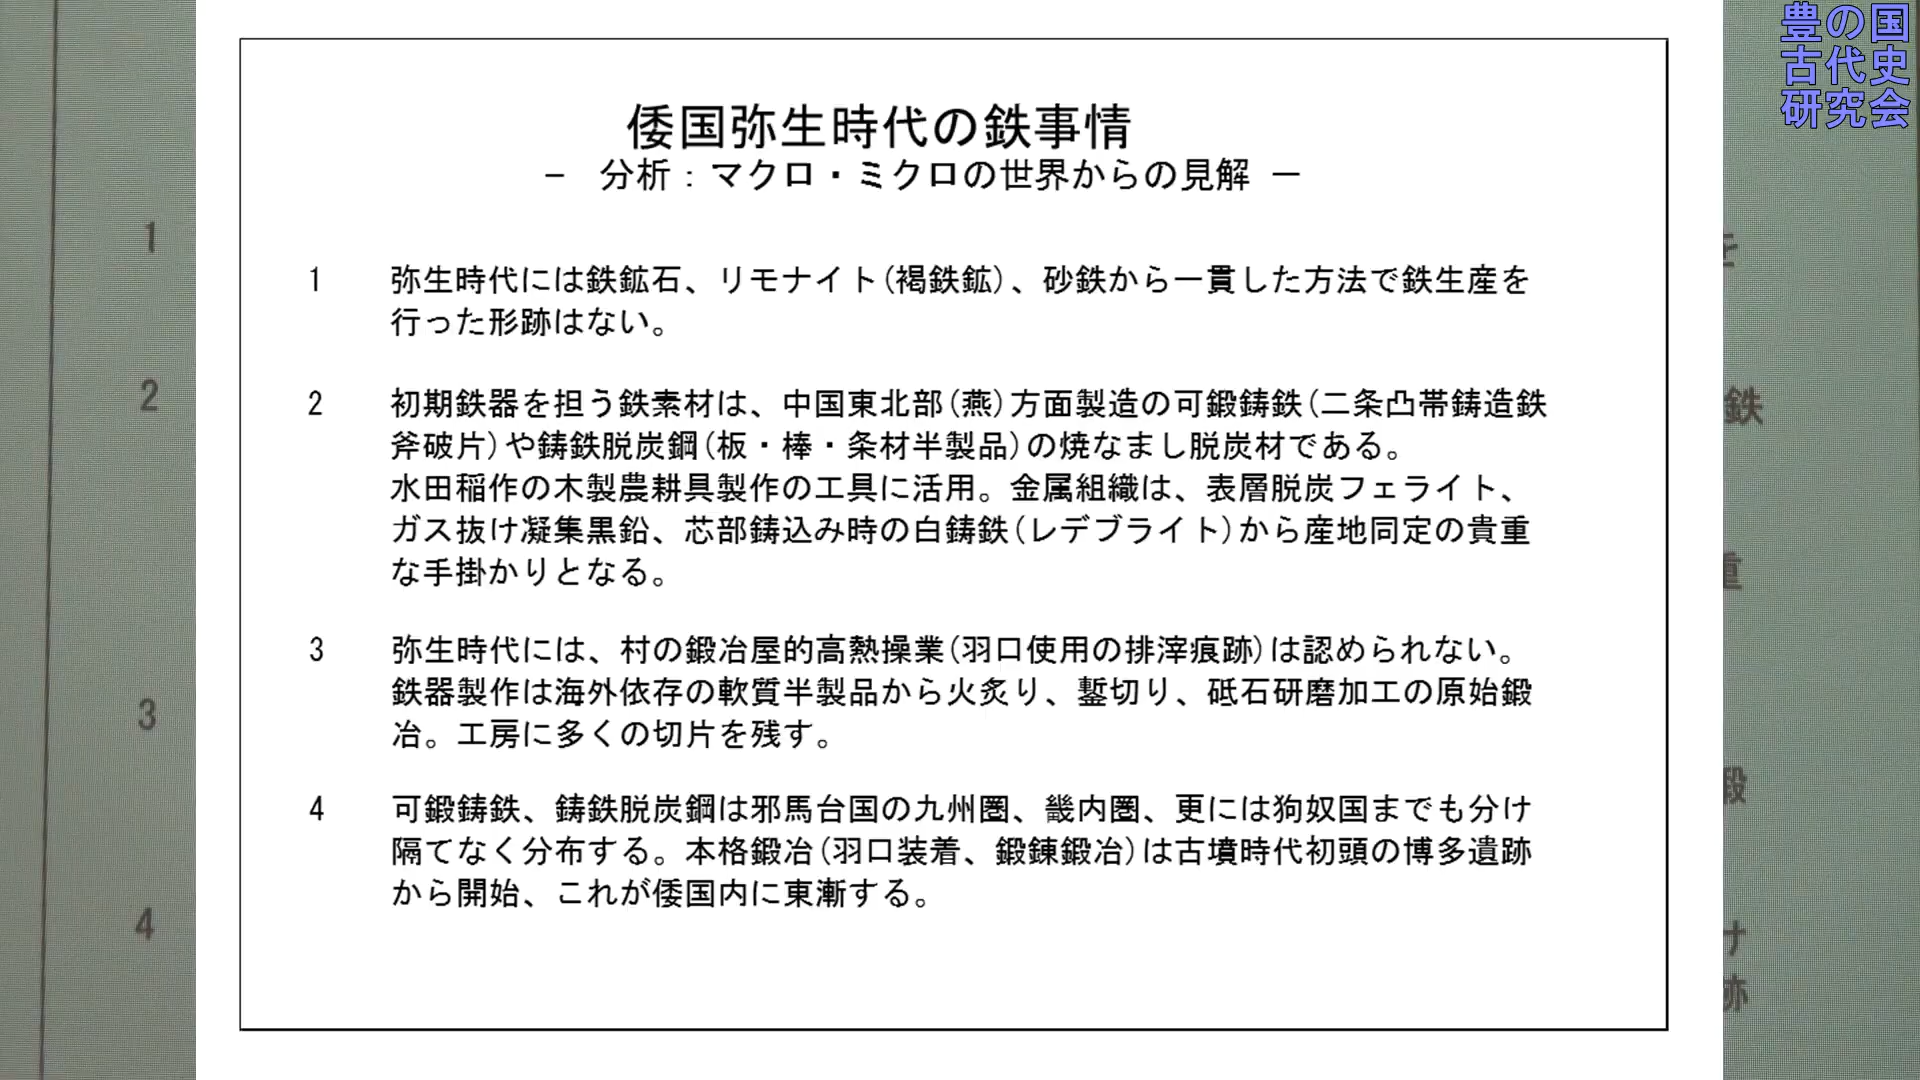 豊の国
古代史
研究会
倭国弥生時代の鉄事情
－ 分析：マクロ・ミクロの世界からの見解 －
1 弥生時代には鉄鉱石、リモナイト(褐鉄鉱)、砂鉄から一貫した方法で鉄生産を
行った形跡はない。
2 初期鉄器を担う鉄素材は、中国東北部(燕)方面製造の可鍛鋳鉄(二条凸帯鋳造鉄
斧破片)や鋳鉄脱炭鋼(板・棒・条材半製品)の焼なまし脱炭材である。
水田稲作の木製農耕具製作の工具に活用。金属組織は、表層脱炭フェライト、
ガス抜け凝集黒鉛、芯部鋳込み時の白鋳鉄(レデブライト)から産地同定の貴重
な手掛かりとなる。
3 弥生時代には、村の鍛冶屋的高熱操業(羽口使用の排滓痕跡)は認められない。
鉄器製作は海外依存の軟質半製品から火炙り、鏨切り、砥石研磨加工の原始鍛
冶。工房に多くの切片を残す。
4 可鍛鋳鉄、鋳鉄脱炭鋼は邪馬台国の九州圏、畿内圏、更には狗奴国までも分け
隔てなく分布する。本格鍛冶(羽口装着、鍛錬鍛冶)は古墳時代初頭の博多遺跡
から開始、これが倭国内に東漸する。
1
2
3
4
を
鉄
重
鍛
け
跡